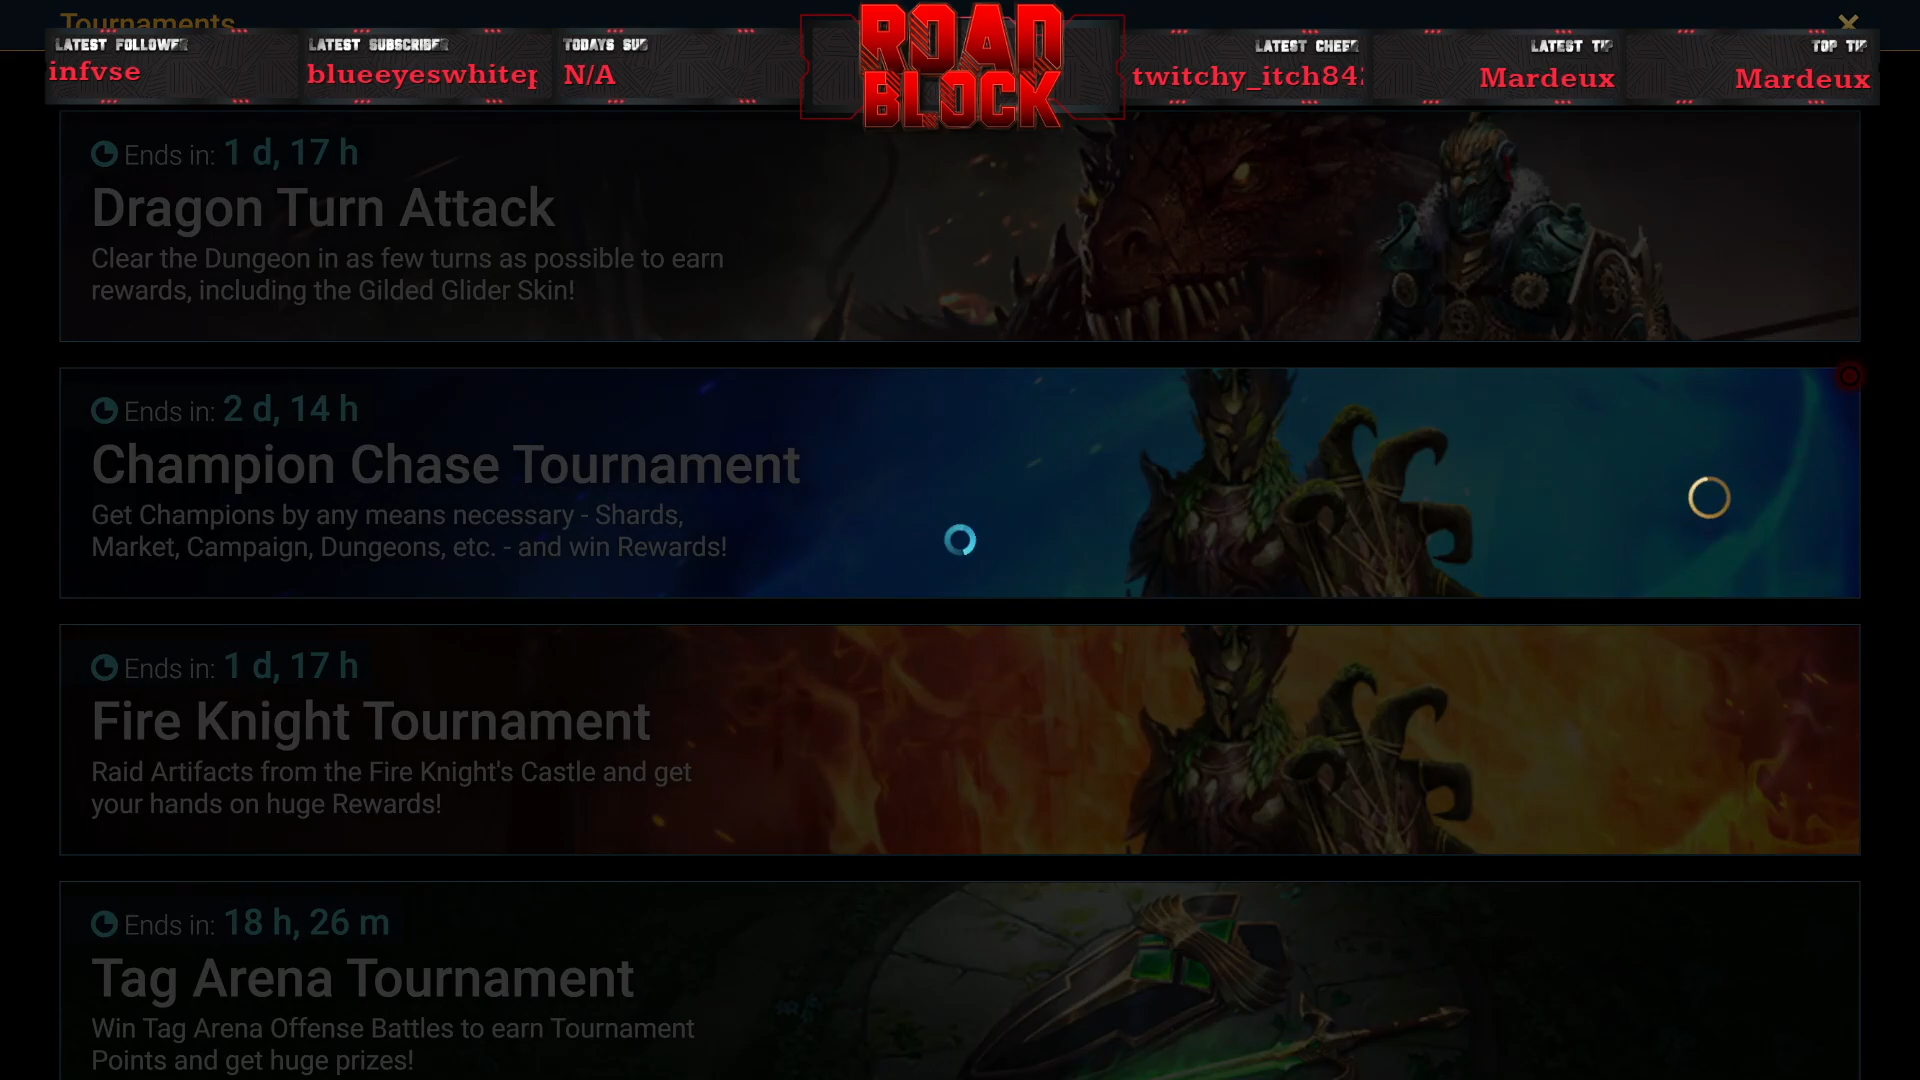 Tournaments
LATEST FOLLOWER
infvse
LATEST SUBSCRIBER
TODAYS SUB
N/A
ROAD
BLOCK
LATEST CHEER
LATEST TIP
Mardeux
TOP TIP
Mardeux
Ends in: 1 d, 17 h
Dragon Turn Attack
Clear the Dungeon in as few turns as possible to earn
rewards, including the Gilded Glider Skin!
Ends in: 2 d, 14 h
Champion Chase Tournament
Get Champions by any means necessary - Shards,
Market, Campaign, Dungeons, etc. - and win Rewards!
Ends in: 1 d, 17 h
Fire Knight Tournament
Raid Artifacts from the Fire Knight's Castle and get
your hands on huge Rewards!
Ends in: 18 h, 26 m
Tag Arena Tournament
Win Tag Arena Offense Battles to earn Tournament
Points and get huge prizes!